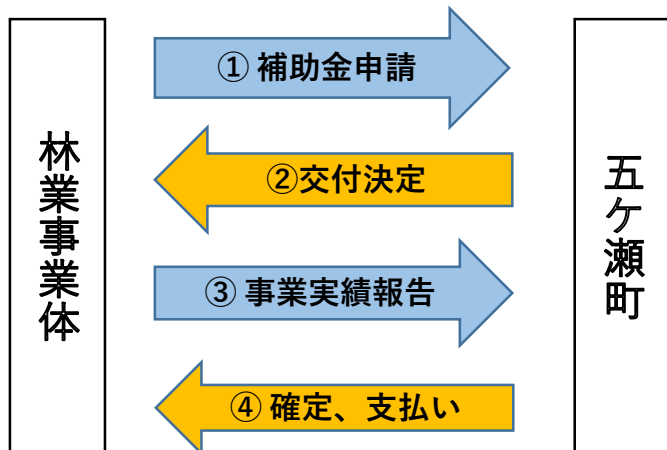 林業事業体
① 補助金申請
②交付決定
③ 事業実績報告
④ 確定、支払い
五ケ瀬町